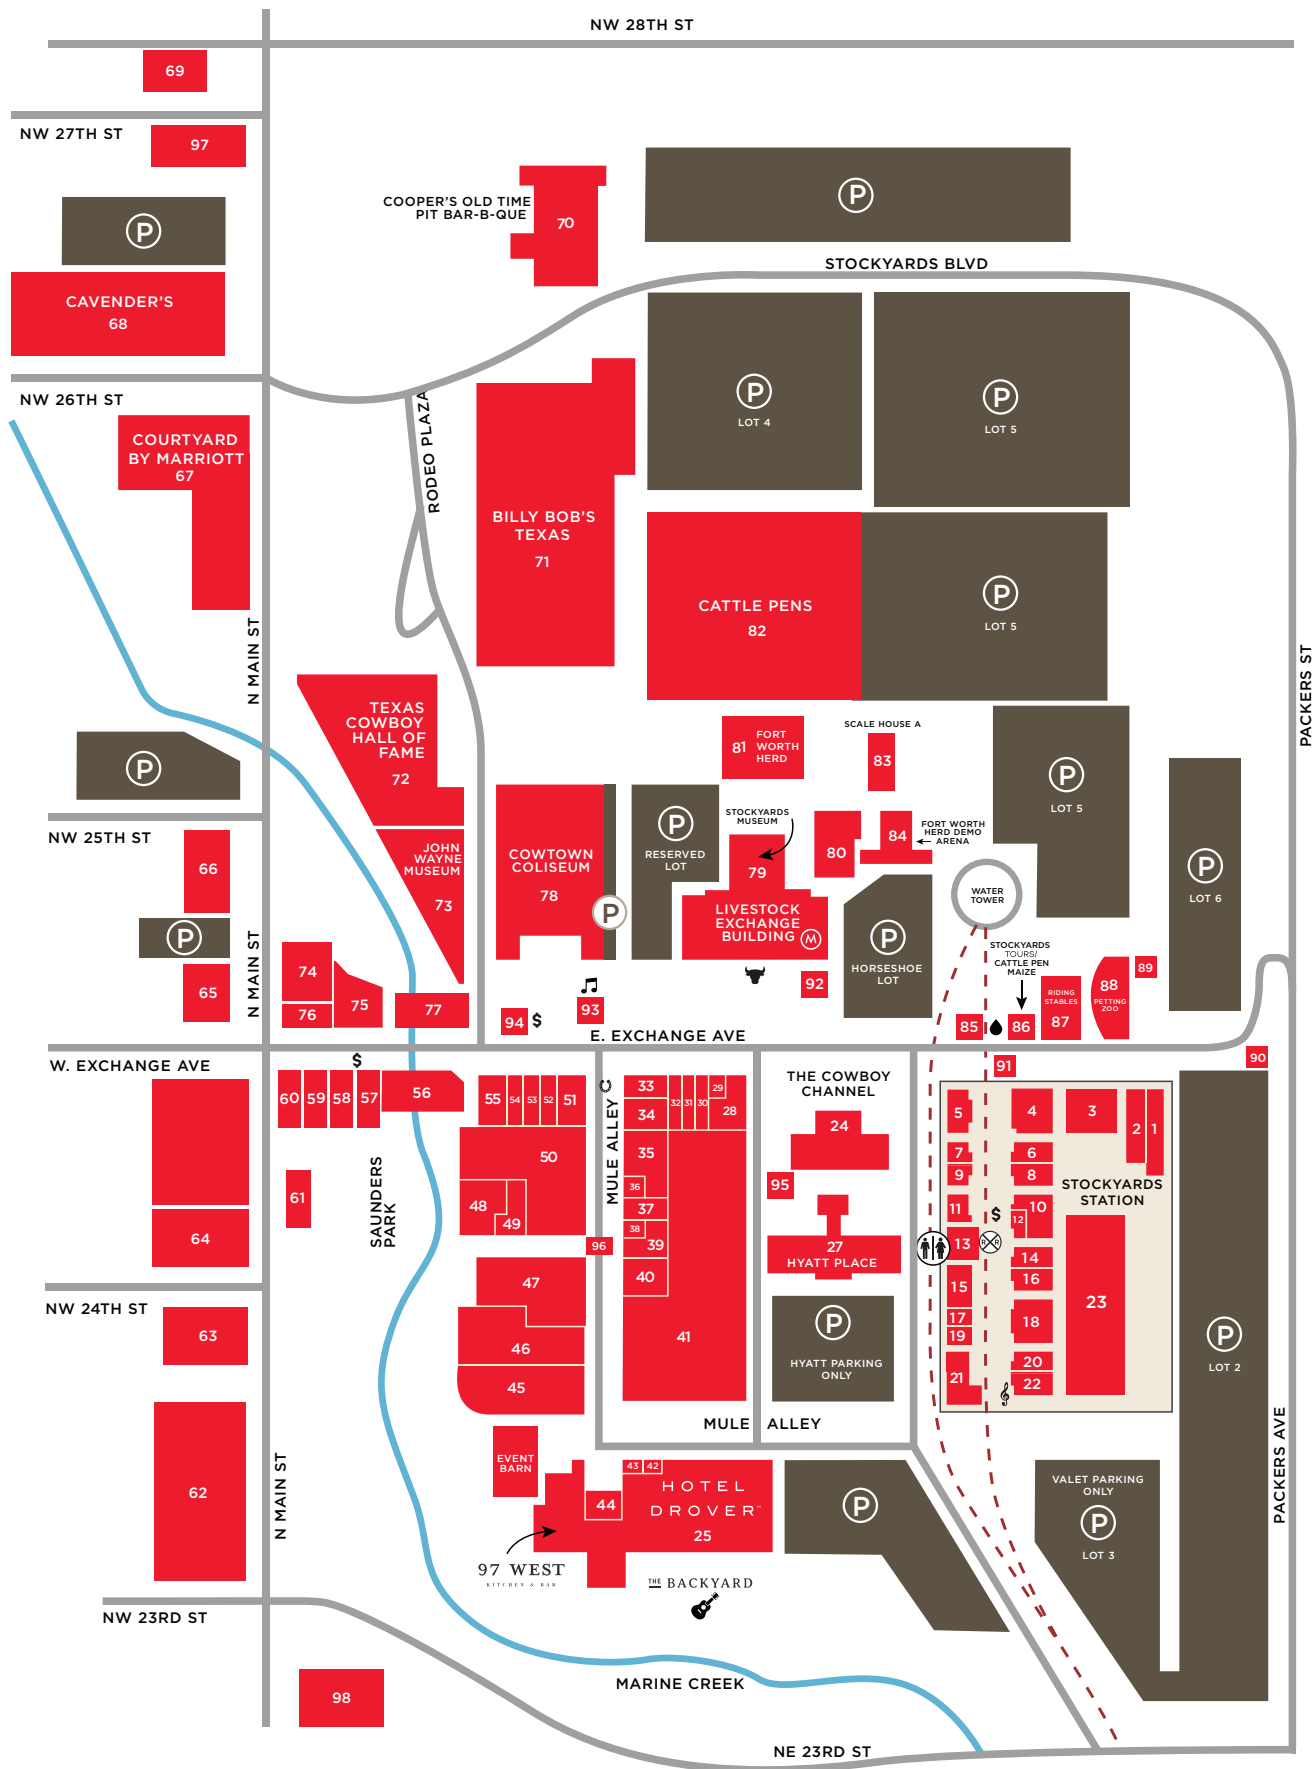 NW 28TH ST
69
NW 27TH ST
97
P
COOPER'S OLD TIME
PIT BAR-B-QUE
70
P
STOCKYARDS BLVD
CAVENDER'S
68
NW 26TH ST
COURTYARD
BY MARRIOTT
67
RODEO PLAZA
P
LOT 4
P
LOT 5
BILLY BOB'S
TEXAS
71
CATTLE PENS
82
P
LOT 5
N MAIN ST
PACKERS ST
TEXAS
COWBOY
HALL OF
FAME
72
81
FORT
WORTH
HERD
SCALE HOUSE A
83
P
LOT 5
P
NW 25TH ST
66
P
65
N MAIN ST
JOHN
WAYNE
MUSEUM
73
COWTOWN
COLISEUM
78
P
P
RESERVED
LOT
STOCKYARDS
MUSEUM
79
LIVESTOCK
EXCHANGE
BUILDING
M
80
84
FORT WORTH
HERD DEMO
ARENA
P
HORSESHOE
LOT
WATER
TOWER
P
LOT 6
STOCKYARDS
TOURS/
CATTLE PEN
MAIZE
74
75
76
77
94
$
93
92
85
86
RIDING
STABLES
87
88
PETTING
ZOO
89
E. EXCHANGE AVE
W. EXCHANGE AVE
$
90
91
60
59
58
57
56
55
54
53
52
51
MULE ALLEY
33
34
32
31
30
29
28
THE COWBOY
CHANNEL
24
5
4
3
2
1
50
35
36
7
6
9
8
95
STOCKYARDS
STATION
61
SAUNDERS
PARK
48
49
37
38
39
11
10
12
$
64
96
27
HYATT PLACE
13
R R
40
14
NW 24TH ST
63
47
41
15
16
23
17
18
19
46
P
HYATT PARKING
ONLY
20
21
22
P
LOT 2
45
MULE ALLEY
62
N MAIN ST
EVENT
BARN
43
42
44
HOTEL
DROVER
25
P
VALET PARKING
ONLY
P
LOT 3
PACKERS AVE
97 WEST
KITCHEN & BAR
THE BACKYARD
NW 23RD ST
98
MARINE CREEK
NE 23RD ST